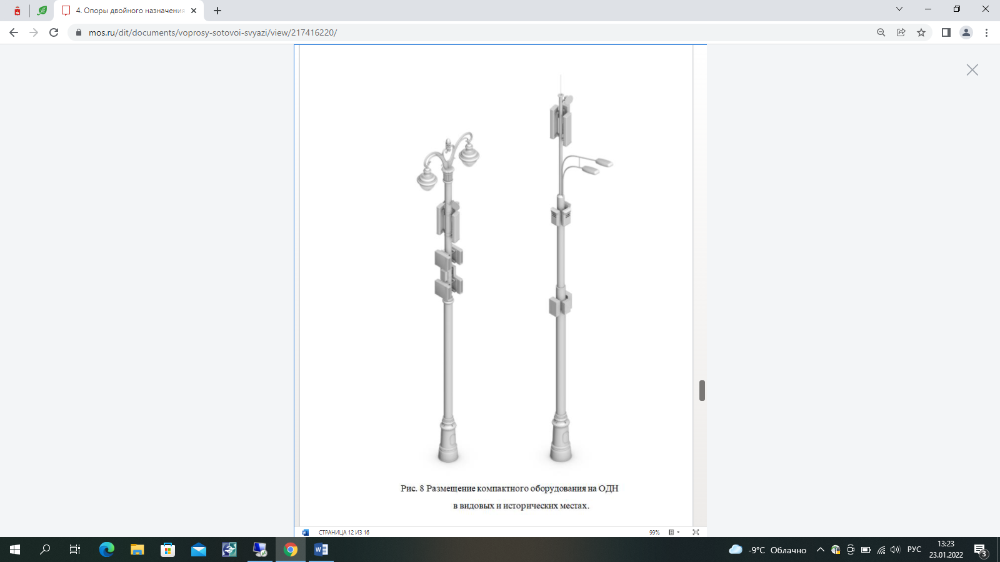 4. Опоры двойного назначения
mos.ru/dit/documents/voprosy-sotovoi-svyazi/view/217416220/
Рис. 8 Размещение компактного оборудования на ОДН
в видовых и исторических местах.
СТРАНИЦА 12 ИЗ 16
99%
-9°C Облачно
РУС
13:23
23.01.2022
3